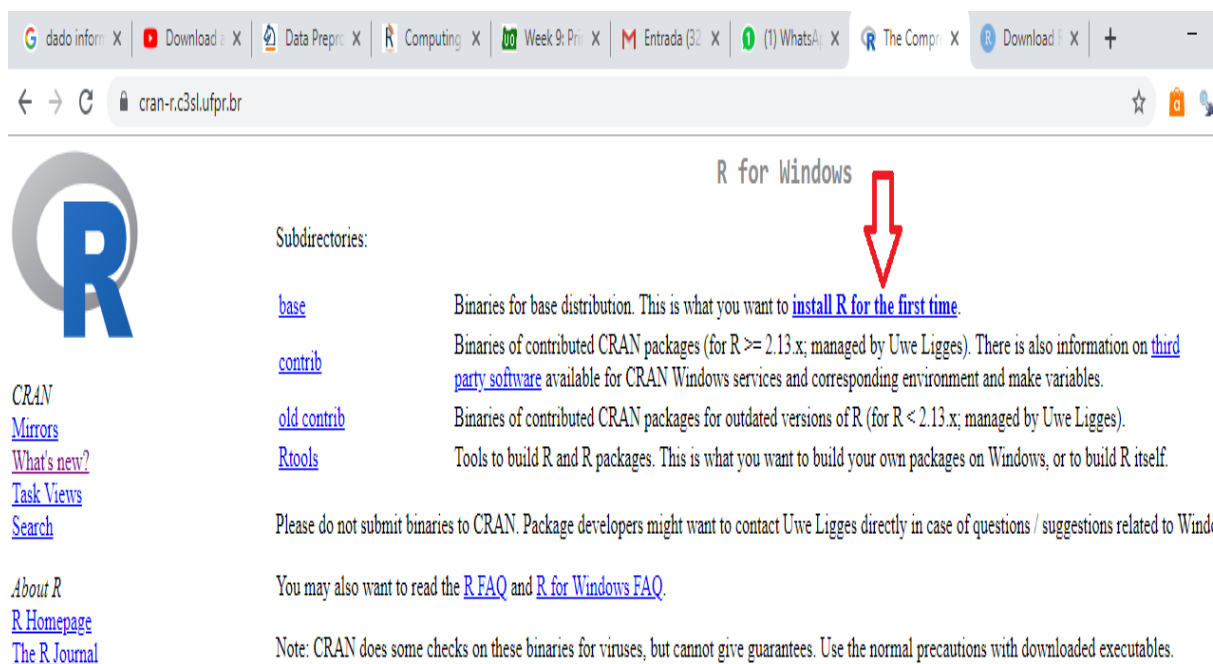 dado inform
Download a
Data Prepro
Computing
Week 9: Pri
Entrada (32
(1) WhatsA
The Compr
Download R
cran-r.c3sl.ufpr.br
R
R for Windows
Subdirectories:
base Binaries for base distribution. This is what you want to install R for the first time.
contrib Binaries of contributed CRAN packages (for R >= 2.13.x; managed by Uwe Ligges). There is also information on third
party software available for CRAN Windows services and corresponding environment and make variables.
old contrib Binaries of contributed CRAN packages for outdated versions of R (for R < 2.13.x; managed by Uwe Ligges).
Rtools Tools to build R and R packages. This is what you want to build your own packages on Windows, or to build R itself.
Please do not submit binaries to CRAN. Package developers might want to contact Uwe Ligges directly in case of questions / suggestions related to Wind
You may also want to read the R FAQ and R for Windows FAQ.
Note: CRAN does some checks on these binaries for viruses, but cannot give guarantees. Use the normal precautions with downloaded executables.
CRAN
Mirrors
What's new?
Task Views
Search
About R
R Homepage
The R Journal